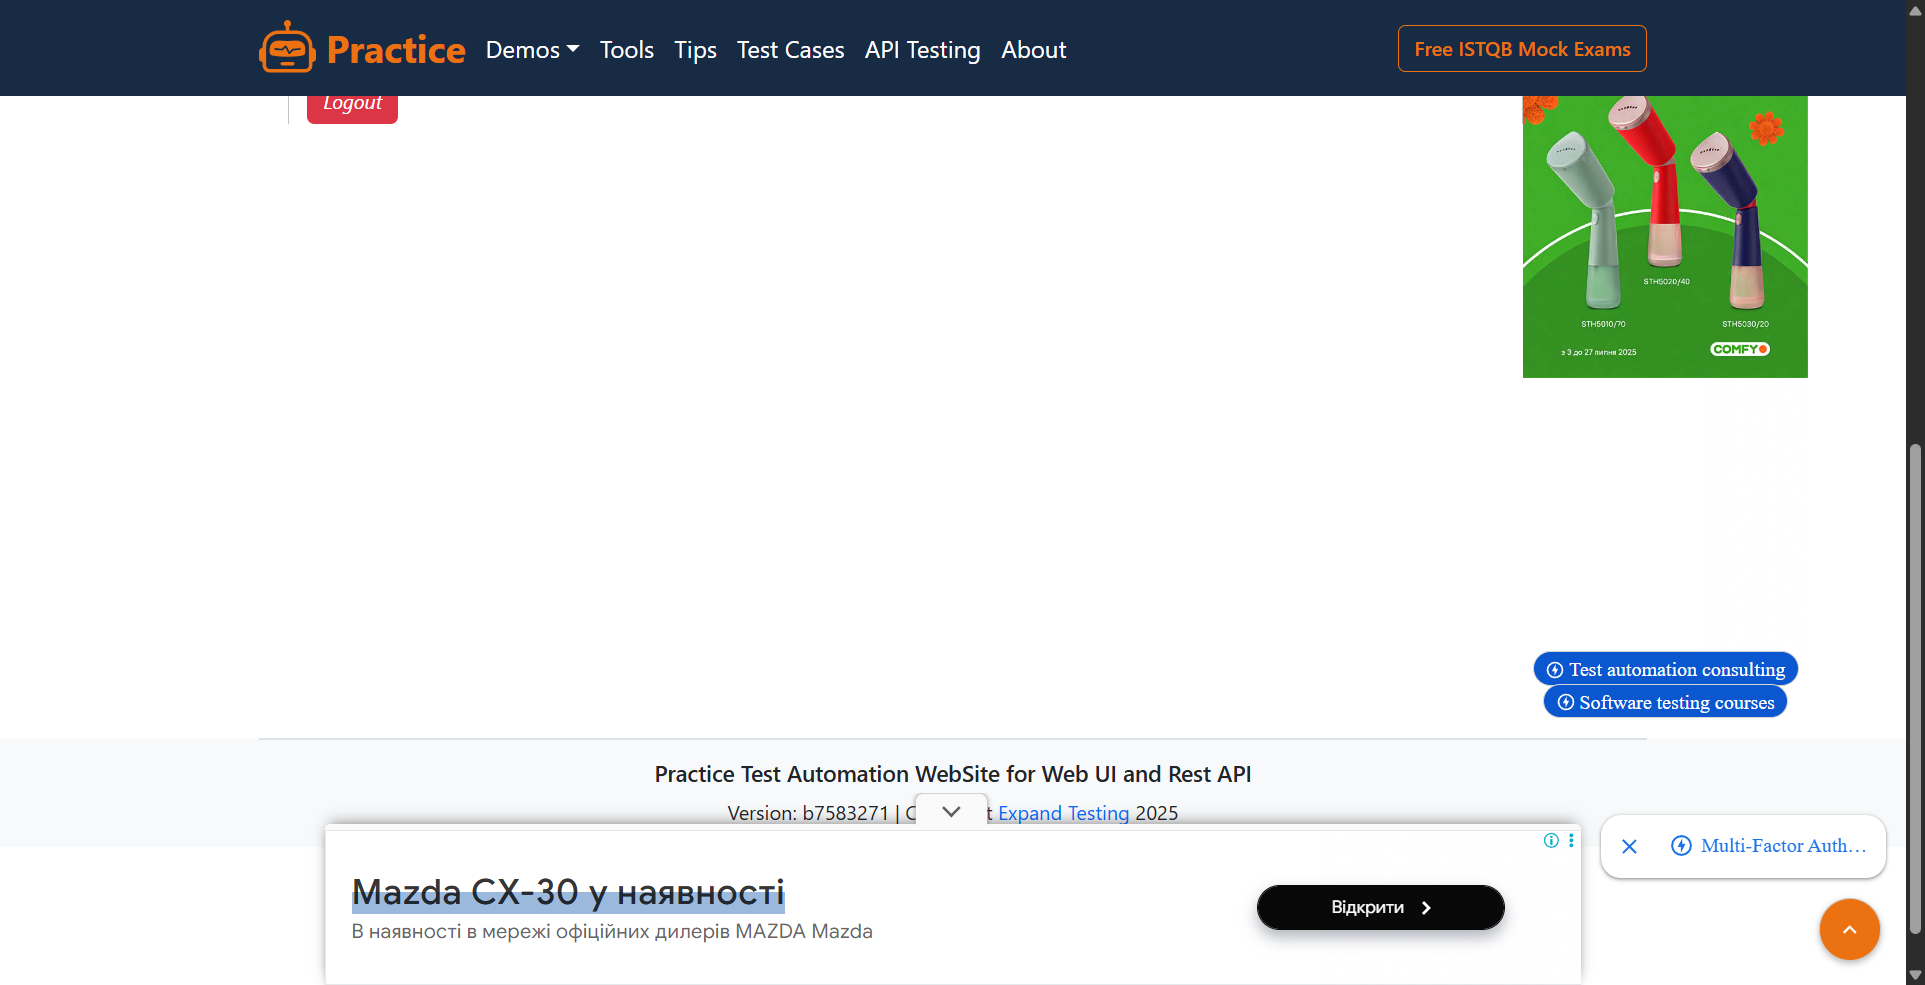 Practice Demos Tools Tips Test Cases API Testing About Free ISTQB Mock Exams
Logout
STH5020/40
STH5010/70 STH5030/20
з 3 до 27 липня 2025 COMFY
Test automation consulting
Software testing courses
Practice Test Automation WebSite for Web UI and Rest API
Version: b7583271 | C t Expand Testing 2025
Mazda CX-30 у наявності
В наявності в мережі офіційних дилерів MAZDA Mazda
Відкрити
Multi-Factor Auth...